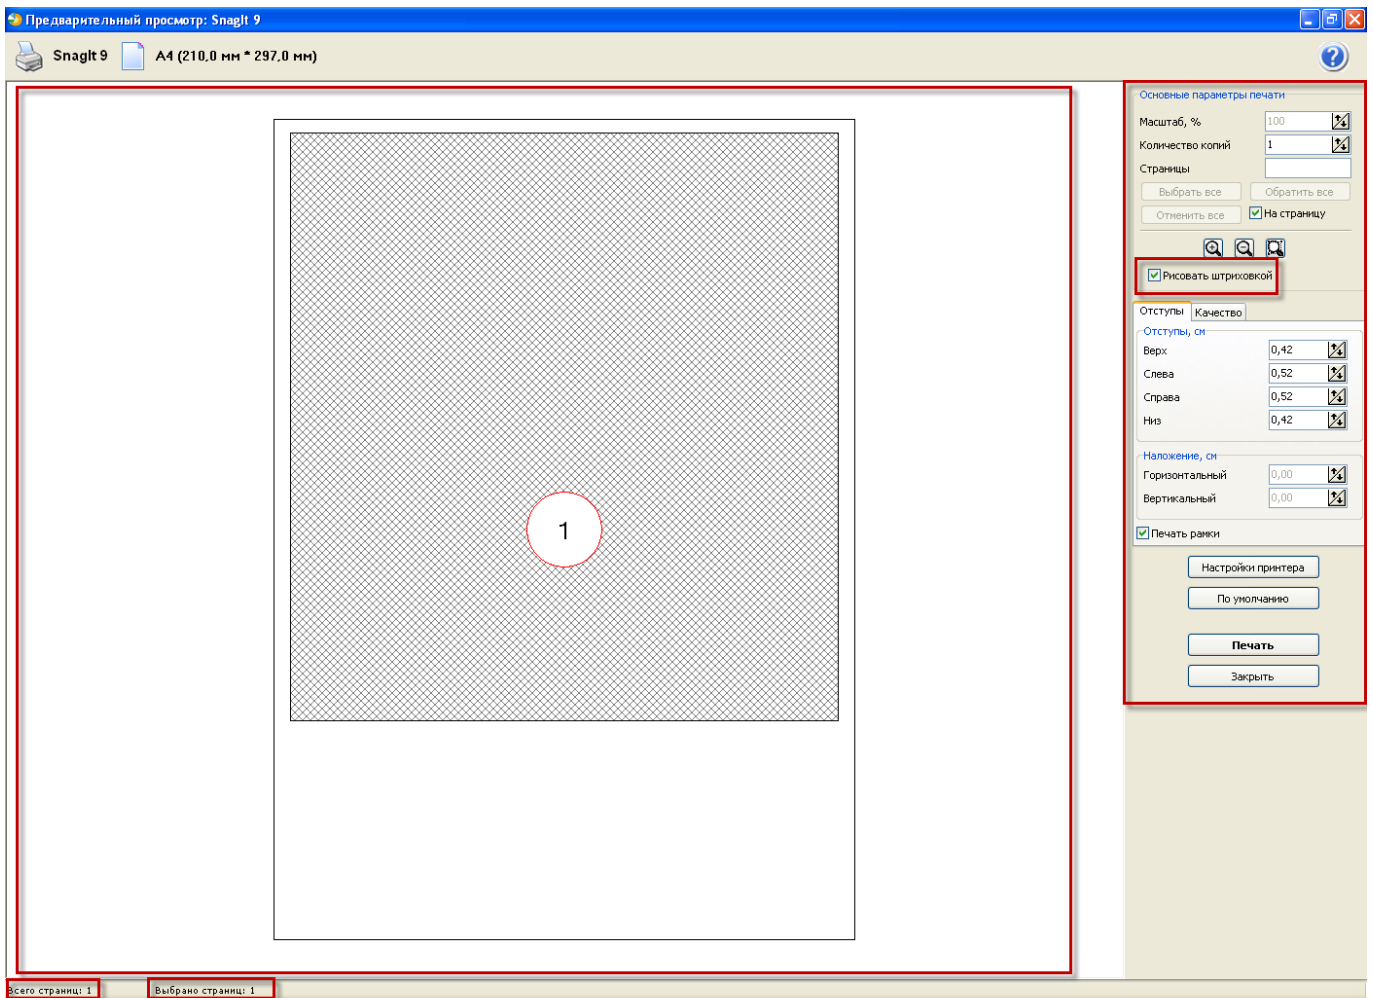 Предварительный просмотр: SnagIt 9
SnagIt 9 A4 (210,0 мм * 297,0 мм)
Основные параметры печати
Масштаб, % 100
Количество копий 1
Страницы
Выбрать все Обратить все
Отменить все На страницу
Рисовать штриховкой
Отступы Качество
Отступы, см
Верх 0,42
Слева 0,52
Справа 0,52
Низ 0,42
Наложение, см
Горизонтальный 0,00
Вертикальный 0,00
1
Печать рамки
Настройки принтера
По умолчанию
Печать
Закрыть
Всего страниц: 1 Выбрано страниц: 1